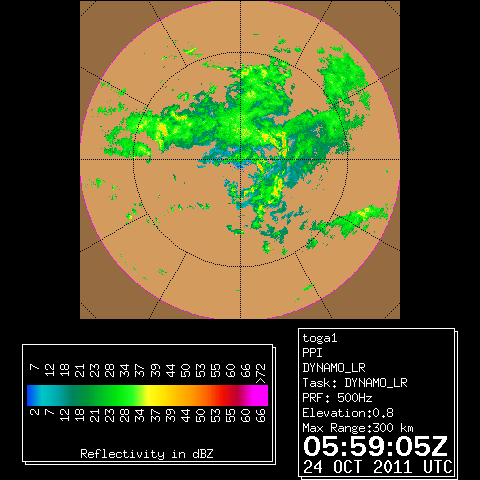 7 12 18 21 23 28 34 37 39 44 50 53 55 60 66 >72
2 7 12 18 21 23 28 34 37 39 44 50 53 55 60 66
Reflectivity in dBZ
toga1
PPI
DYNAMO_LR
Task: DYNAMO_LR
PRF: 500Hz
Elevation:0.8
Max Range:300 km
05:59:05Z
24 OCT 2011 UTC